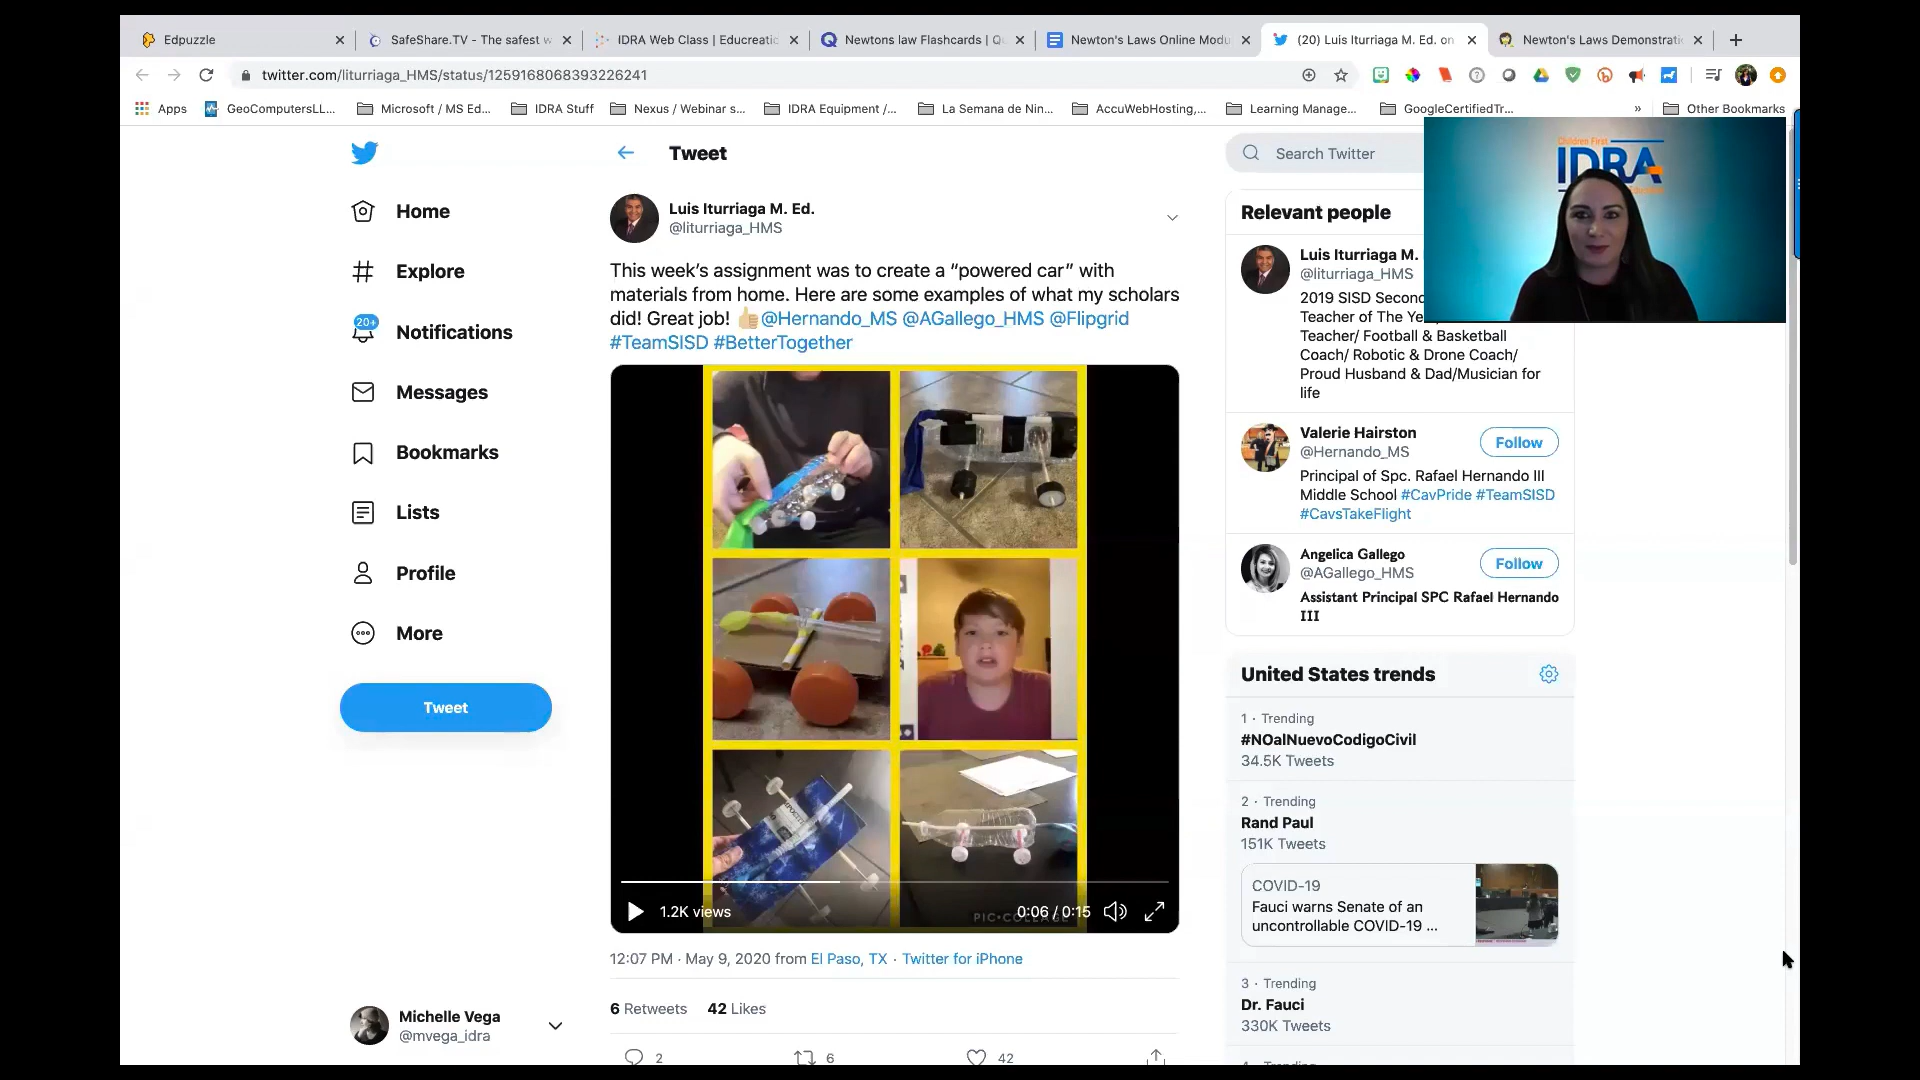 Edpuzzle
SafeShare.TV - The safest w
IDRA Web Class | Educreatic
Newtons law Flashcards | Q
Newton's Laws Online Modu
(20) Luis Iturriaga M. Ed. on
Newton's Laws Demonstrati
twitter.com/liturriaga_HMS/status/1259168068393226241
Apps
GeoComputersLL...
Microsoft / MS Ed...
IDRA Stuff
Nexus / Webinar s...
IDRA Equipment /...
La Semana de Nin...
AccuWebHosting,...
Learning Manage...
GoogleCertifiedTr...
»
Other Bookmarks
Home
Explore
20+
Notifications
Messages
Bookmarks
Lists
Profile
More
Tweet
Michelle Vega
@mvega_idra
Tweet
Luis Iturriaga M. Ed.
@liturriaga_HMS
This week’s assignment was to create a “powered car” with
materials from home. Here are some examples of what my scholars
did! Great job! 👍🏼@Hernando_MS @AGallego_HMS @Flipgrid
#TeamSISD #BetterTogether
1.2K views
PIC•COLLAGE
0:06 / 0:15
12:07 PM · May 9, 2020 from El Paso, TX · Twitter for iPhone
6 Retweets 42 Likes
2 6 42
Search Twitter
Children First
IDRA
Relevant people
Luis Iturriaga M.
@liturriaga_HMS
2019 SISD Second
Teacher of The Yea
Teacher/ Football & Basketball
Coach/ Robotic & Drone Coach/
Proud Husband & Dad/Musician for
life
Valerie Hairston
@Hernando_MS
Follow
Principal of Spc. Rafael Hernando III
Middle School #CavPride #TeamSISD
#CavsTakeFlight
Angelica Gallego
@AGallego_HMS
Follow
Assistant Principal SPC Rafael Hernando
III
United States trends
1 · Trending
#NOalNuevoCodigoCivil
34.5K Tweets
2 · Trending
Rand Paul
151K Tweets
COVID-19
Fauci warns Senate of an
uncontrollable COVID-19 ...
3 · Trending
Dr. Fauci
330K Tweets